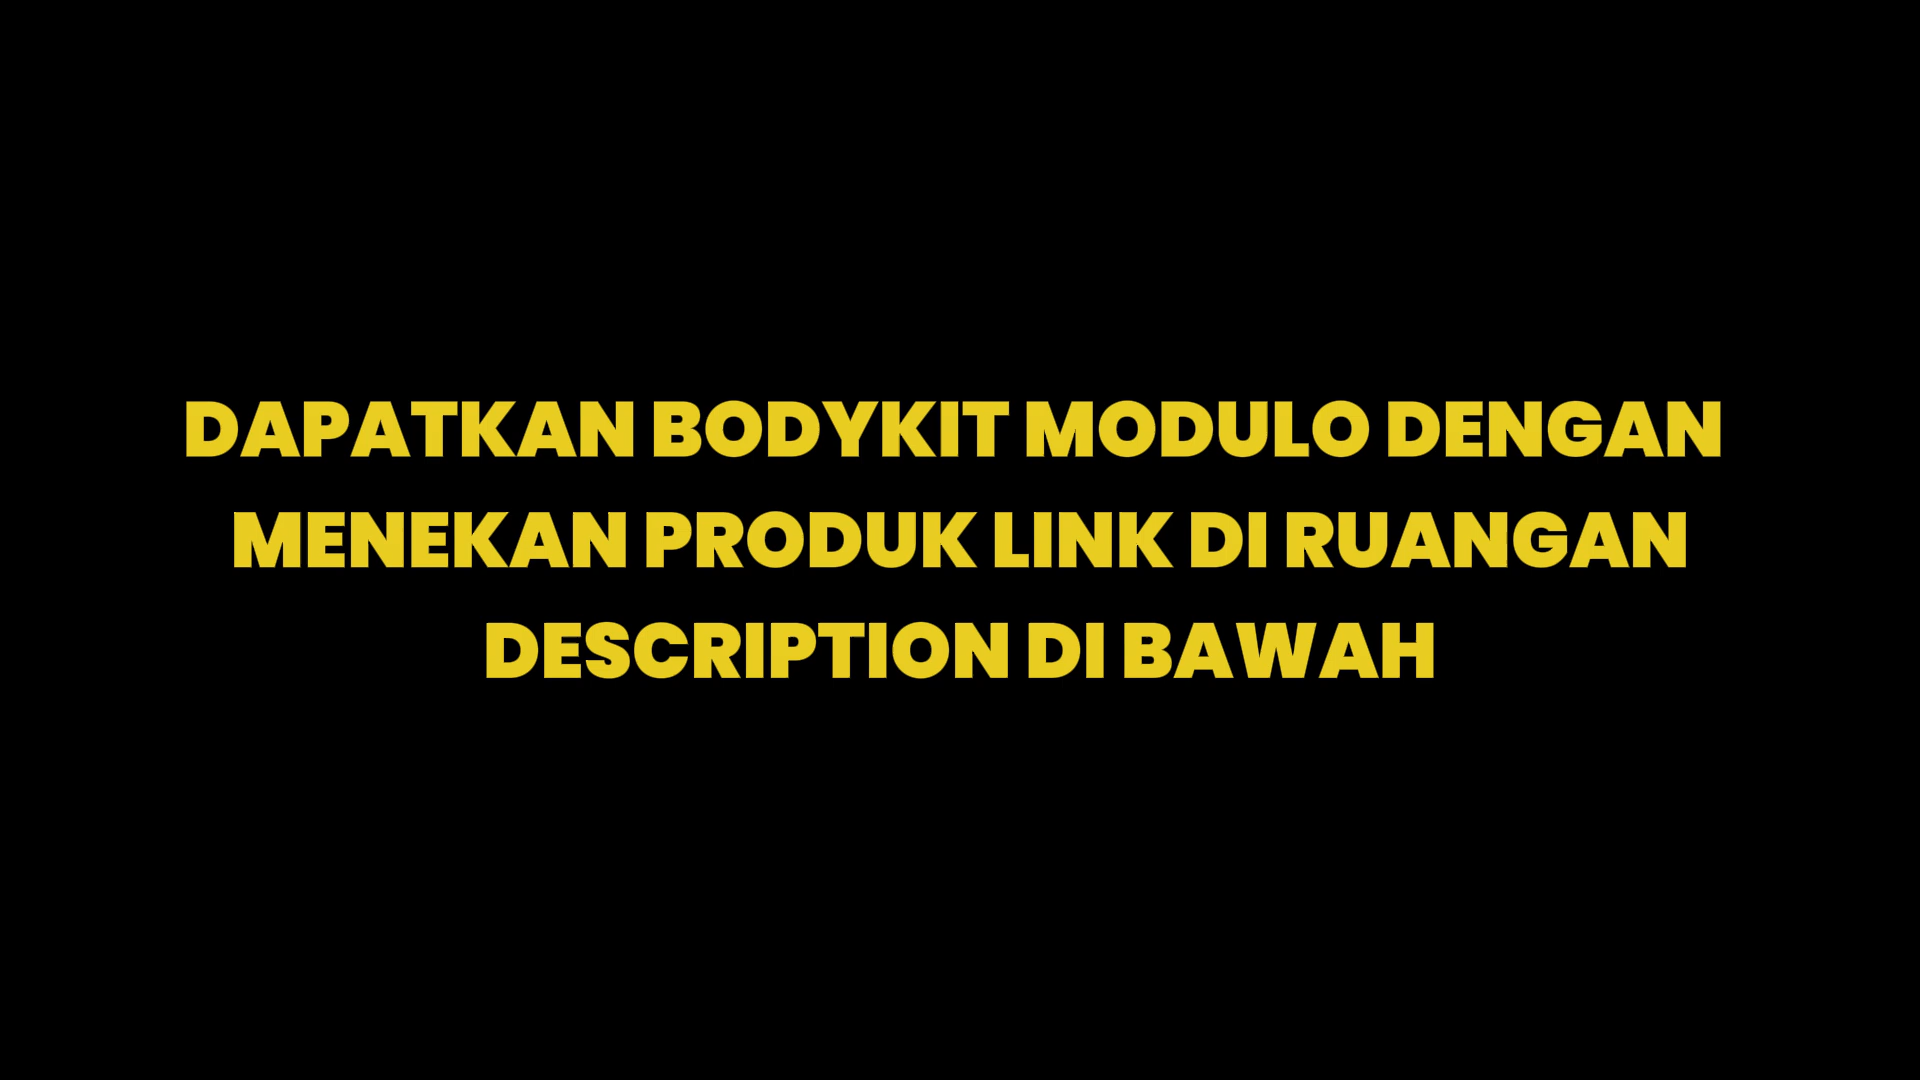 DAPATKAN BODYKIT MODULO DENGAN
MENEKAN PRODUK LINK DI RUANGAN
DESCRIPTION DI BAWAH